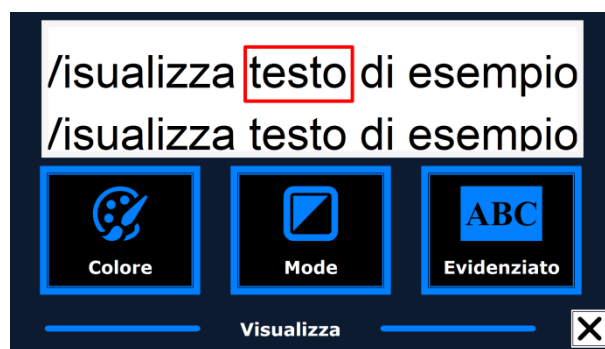 /isualizza testo di esempio
/isualizza testo di esempio
ABC
Colore Mode Evidenziato
Visualizza